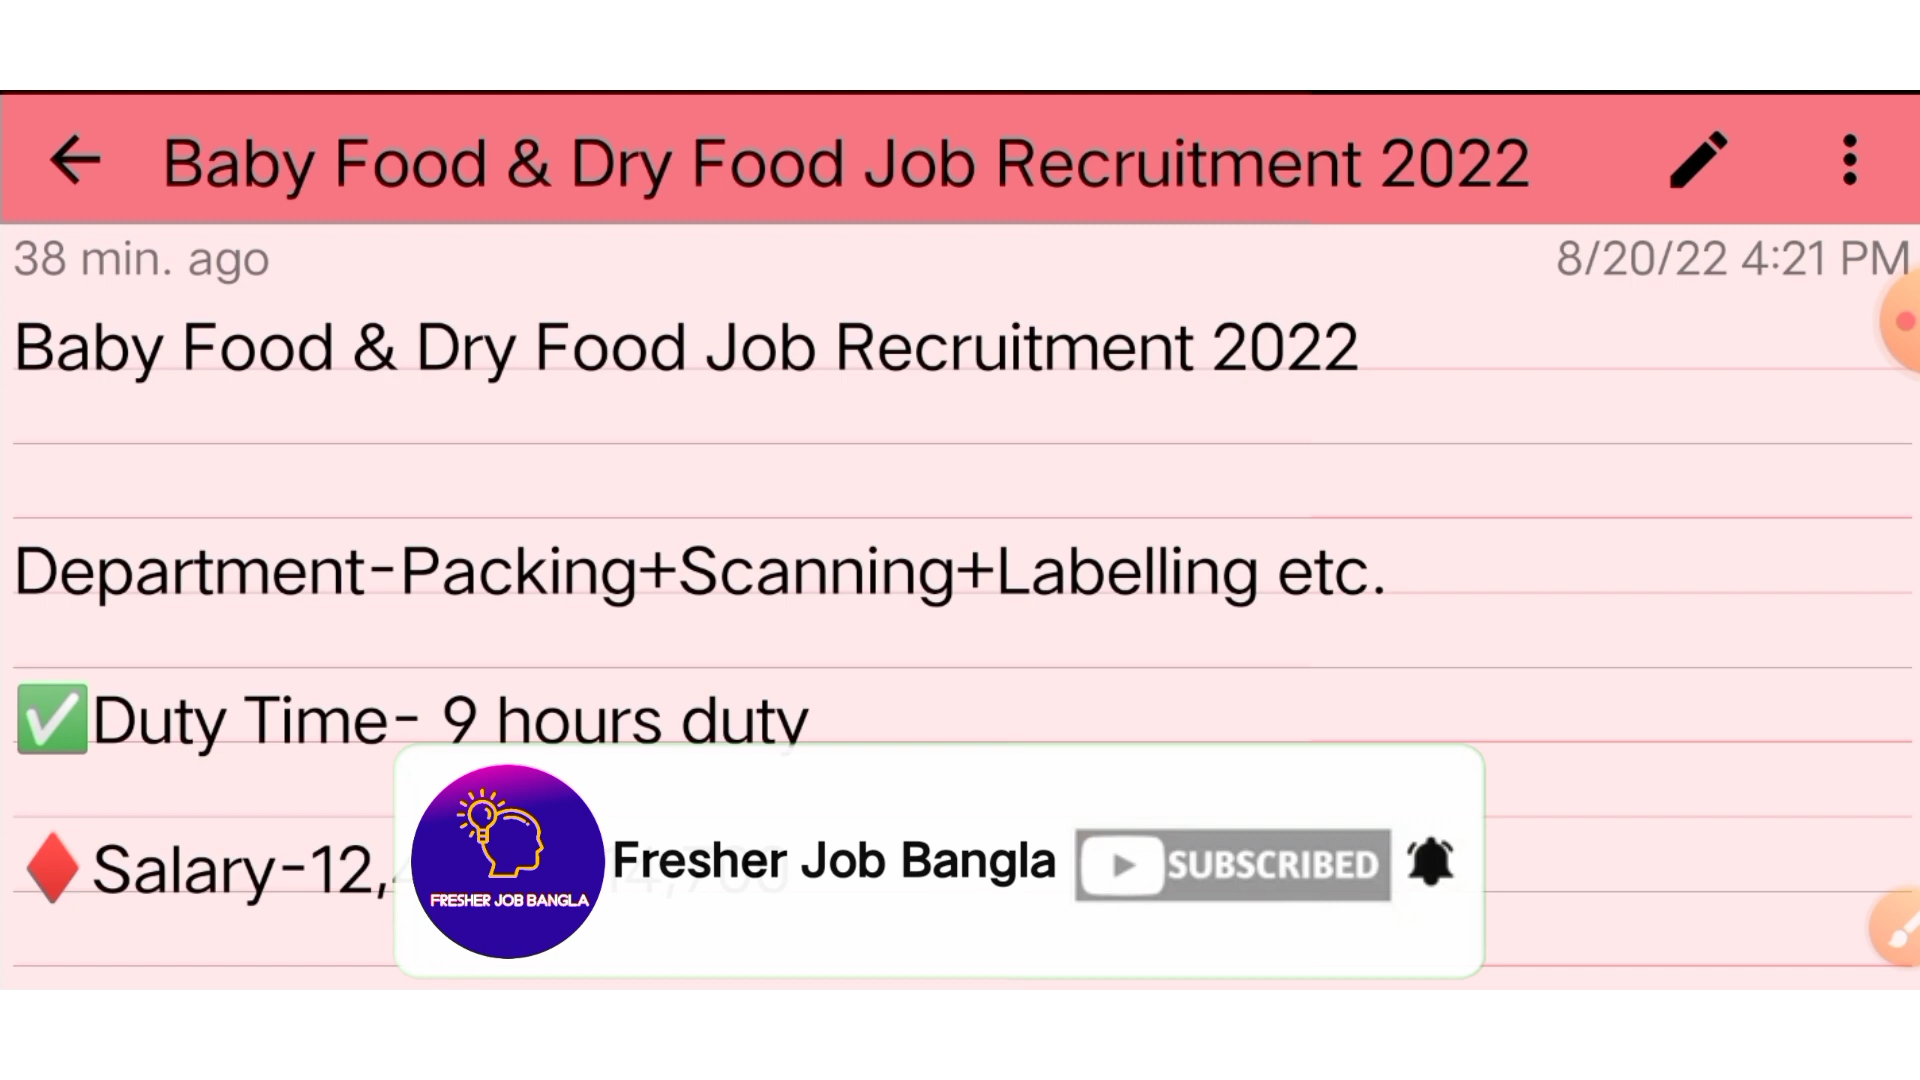 Baby Food & Dry Food Job Recruitment 2022
38 min. ago
8/20/22 4:21 PM
Baby Food & Dry Food Job Recruitment 2022
Department-Packing+Scanning+Labelling etc.
✅Duty Time- 9 hours duty
♦️Salary-12,
FRESHER JOB BANGLA
Fresher Job Bangla
SUBSCRIBED